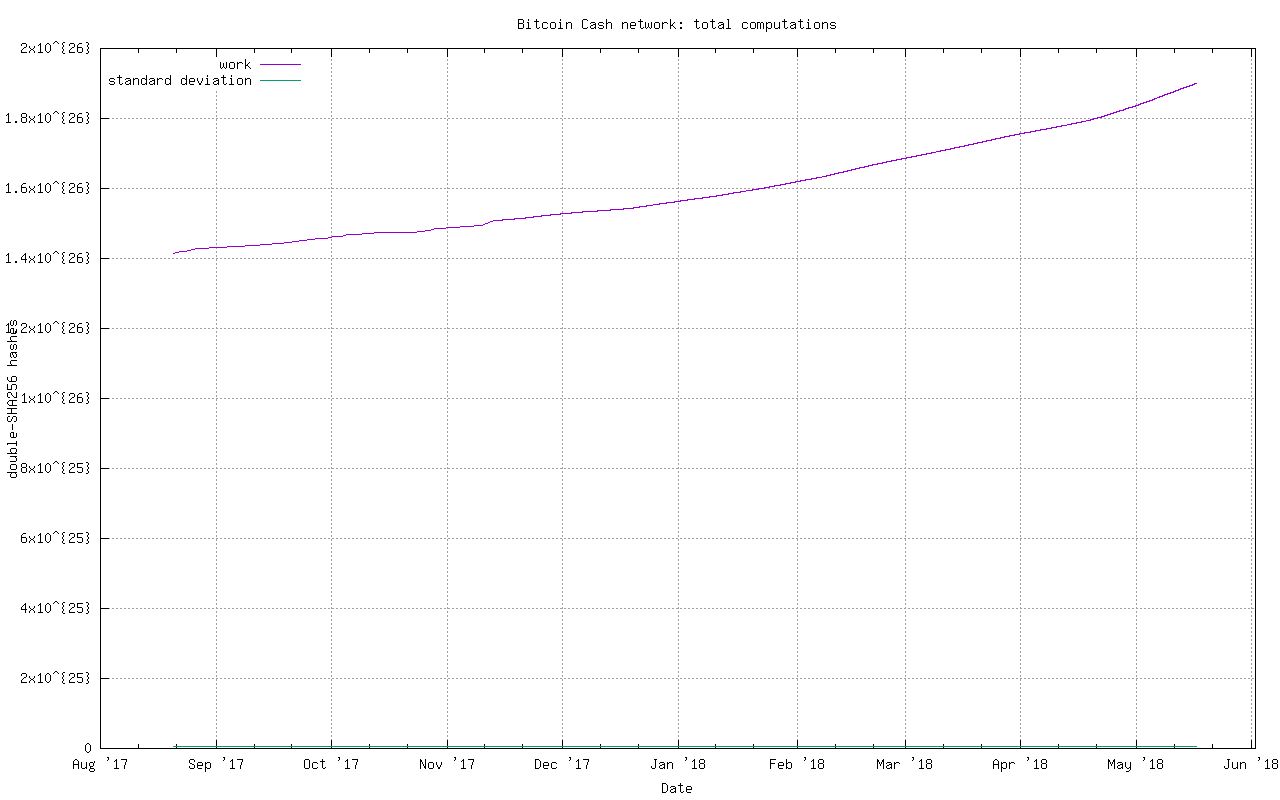 Bitcoin Cash network: total computations
work
standard deviation
2x10^{26}
1.8x10^{26}
1.6x10^{26}
1.4x10^{26}
1.2x10^{26}
1x10^{26}
8x10^{25}
6x10^{25}
4x10^{25}
2x10^{25}
0
double-SHA256 hashes
Aug '17 Sep '17 Oct '17 Nov '17 Dec '17 Jan '18 Feb '18 Mar '18 Apr '18 May '18 Jun '18
Date